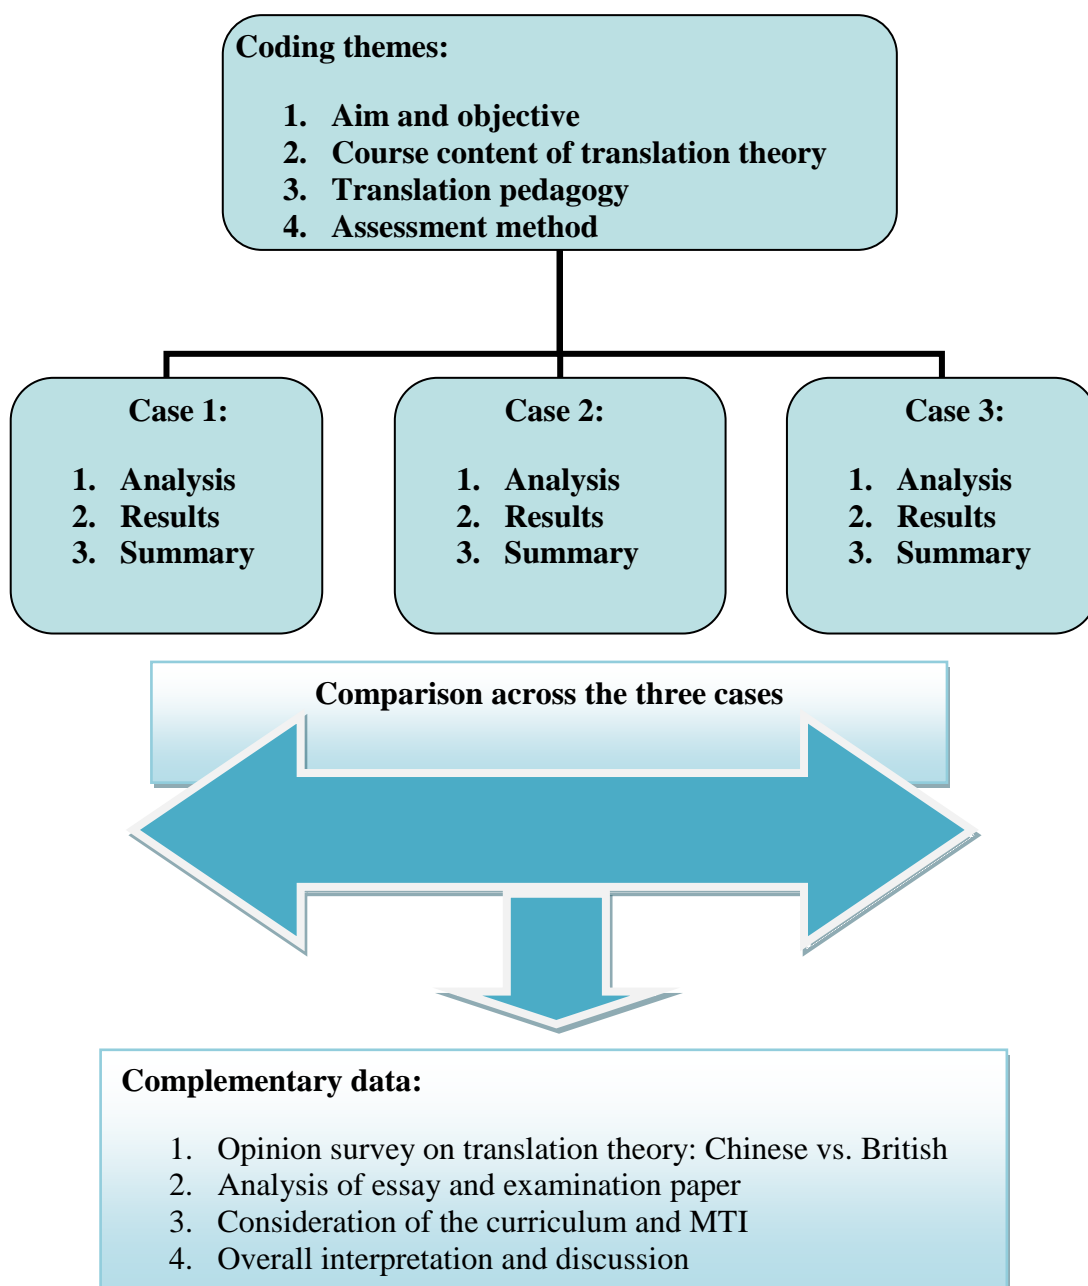 Coding themes:
1. Aim and objective
2. Course content of translation theory
3. Translation pedagogy
4. Assessment method
Case 1:
1. Analysis
2. Results
3. Summary
Case 2:
1. Analysis
2. Results
3. Summary
Case 3:
1. Analysis
2. Results
3. Summary
Comparison across the three cases
Complementary data:
1. Opinion survey on translation theory: Chinese vs. British
2. Analysis of essay and examination paper
3. Consideration of the curriculum and MTI
4. Overall interpretation and discussion